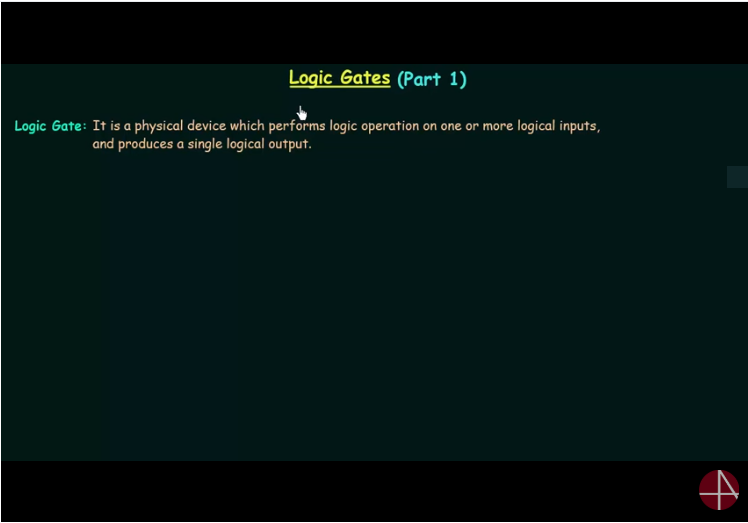 Logic Gates (Part 1)
Logic Gate: It is a physical device which performs logic operation on one or more logical inputs,
and produces a single logical output.